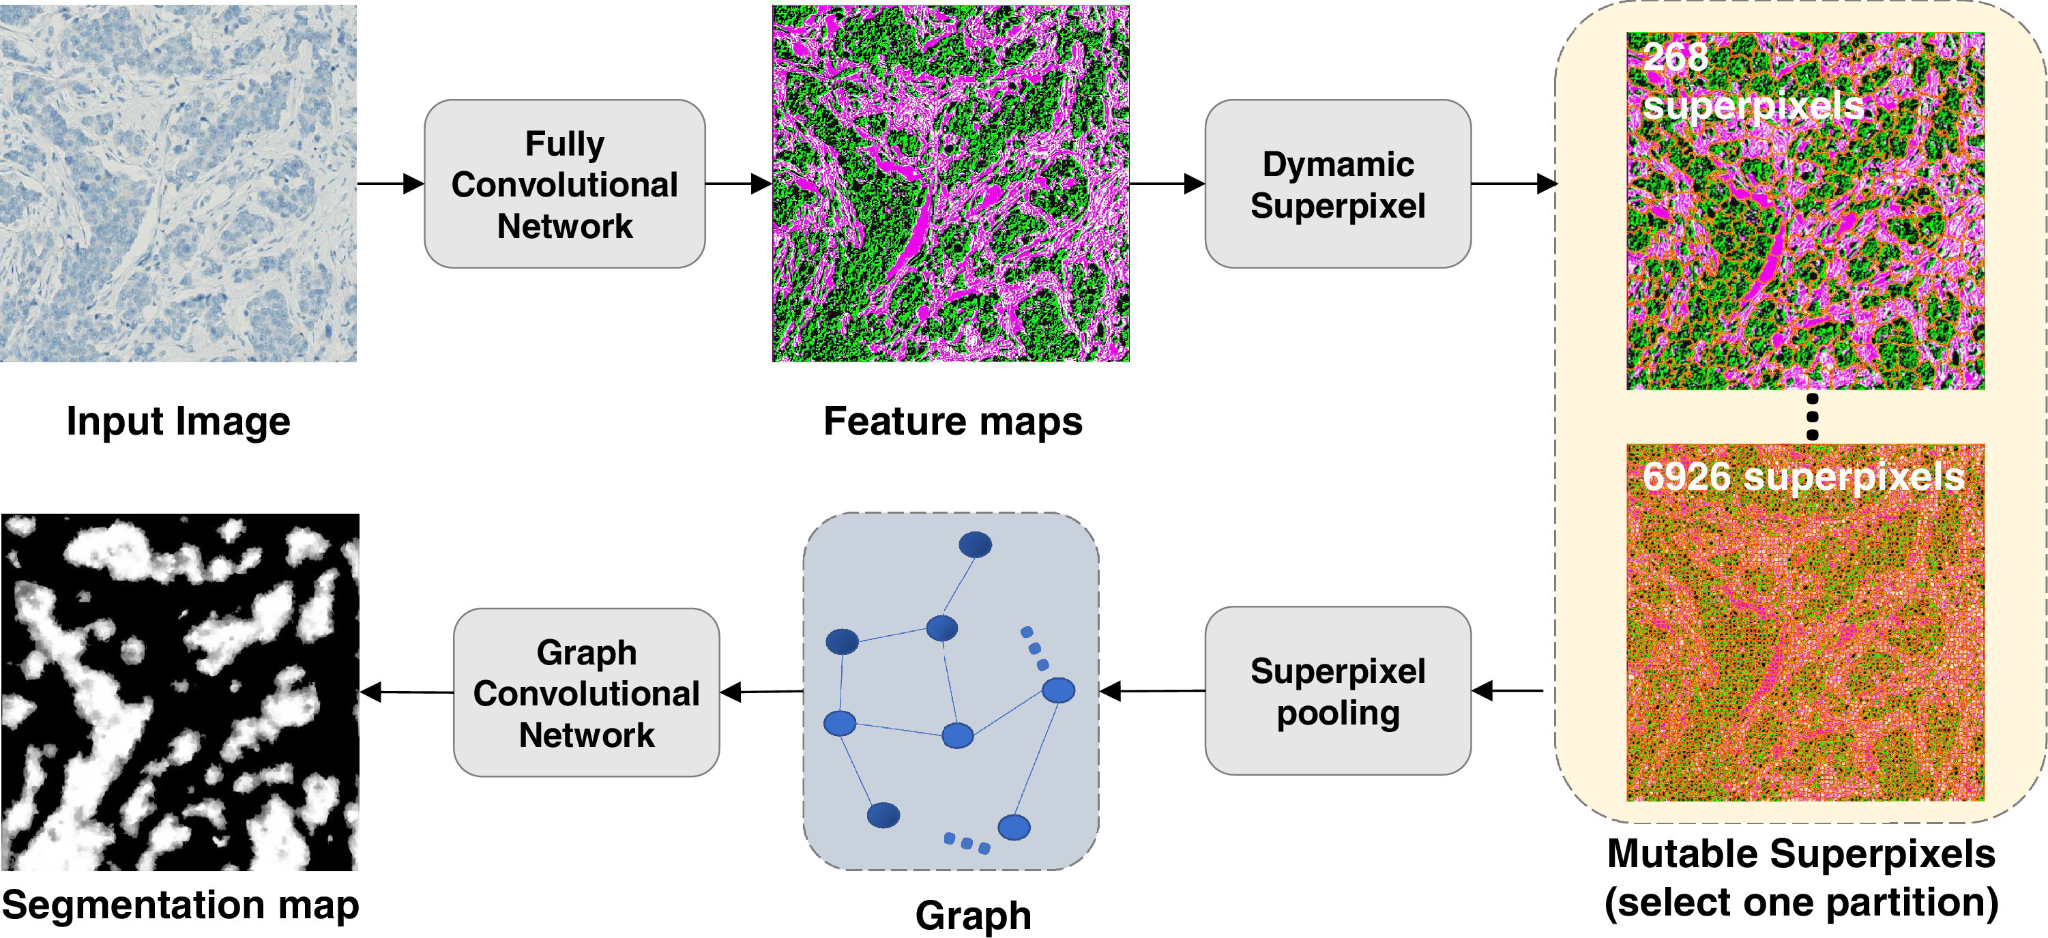 Fully
Convolutional
Network
Dymamic
Superpixel
268
superpixels
Input Image
Feature maps
6926 superpixels
Graph
Convolutional
Network
Superpixel
pooling
Segmentation map
Graph
Mutable Superpixels
(select one partition)